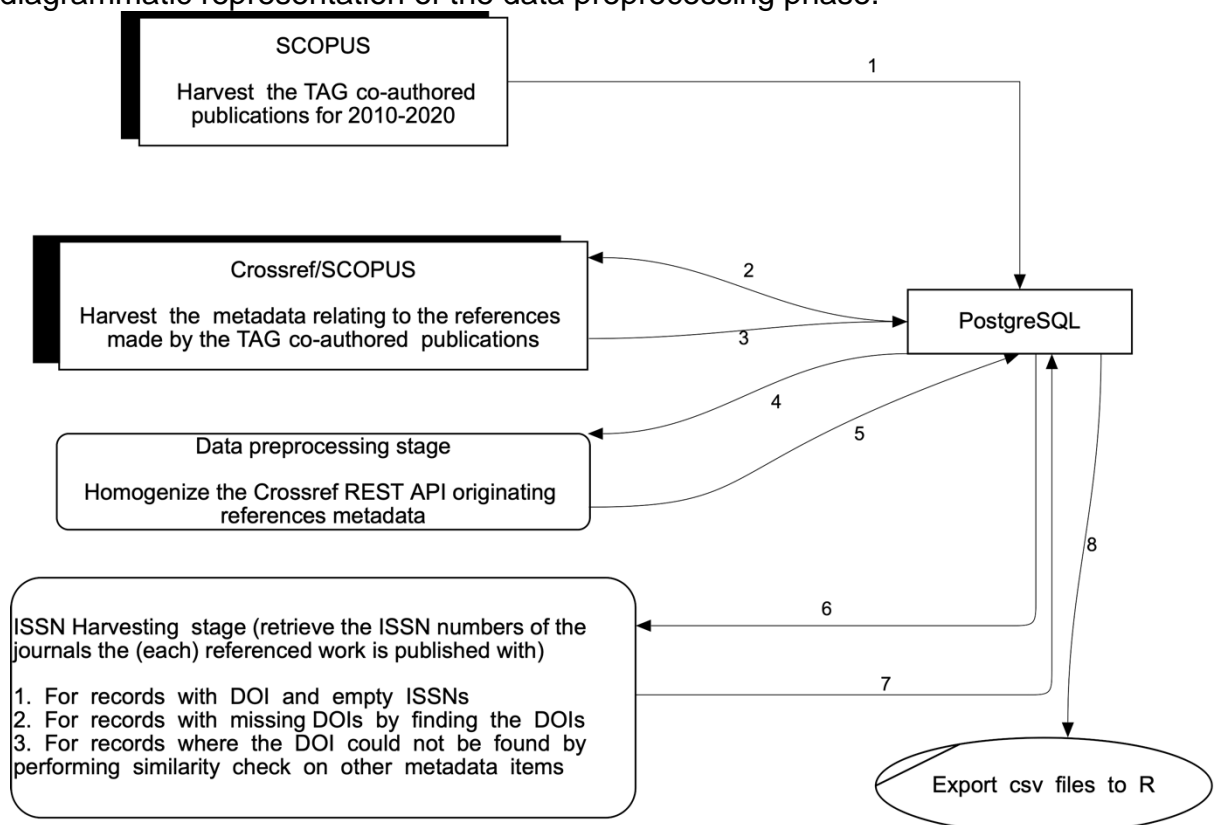 diagrammatic representation of the data preprocessing phase.
SCOPUS
Harvest the TAG co-authored
publications for 2010-2020
1
Crossref/SCOPUS
Harvest the metadata relating to the references
made by the TAG co-authored publications
2
3
PostgreSQL
4
5
Data preprocessing stage
Homogenize the Crossref REST API originating
references metadata
8
6
7
ISSN Harvesting stage (retrieve the ISSN numbers of the
journals the (each) referenced work is published with)
1. For records with DOI and empty ISSNs
2. For records with missing DOIs by finding the DOIs
3. For records where the DOI could not be found by
performing similarity check on other metadata items
Export csv files to R